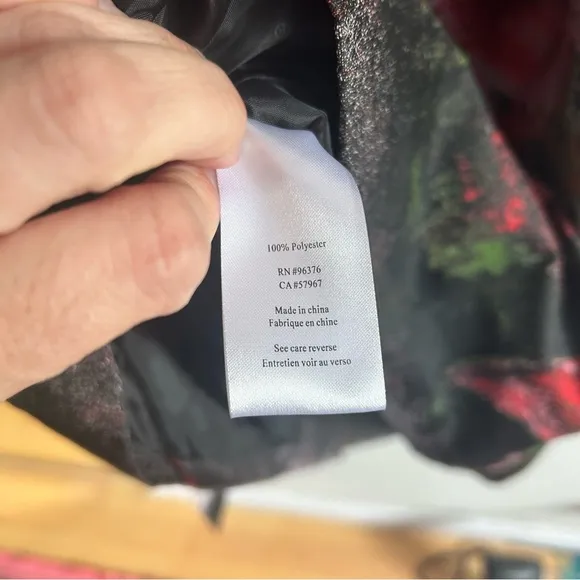 100% Polyester
RN #96376
CA #57967
Made in china
Fabrique en chine
See care reverse
Entretien voir au verso